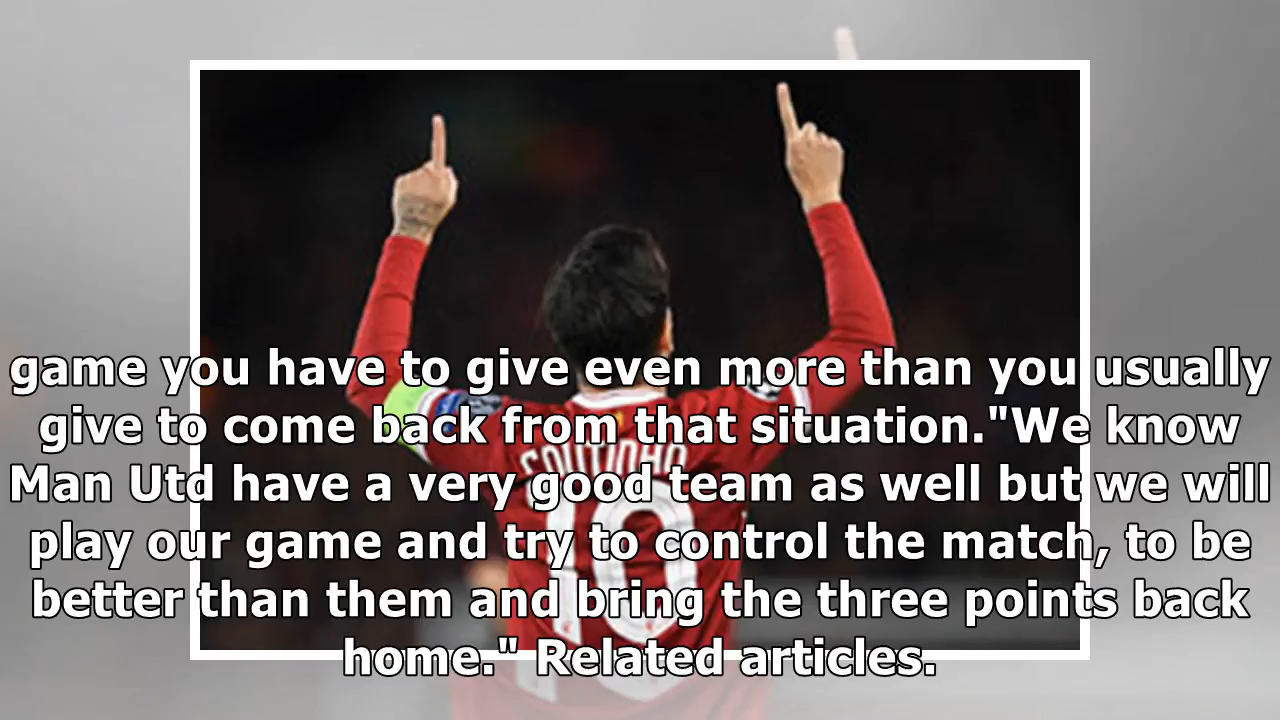 game you have to give even more than you usually
give to come back from that situation."We know
Man Utd have a very good team as well but we will
play our game and try to control the match, to be
better than them and bring the three points back
home." Related articles.
COUTINHO
10